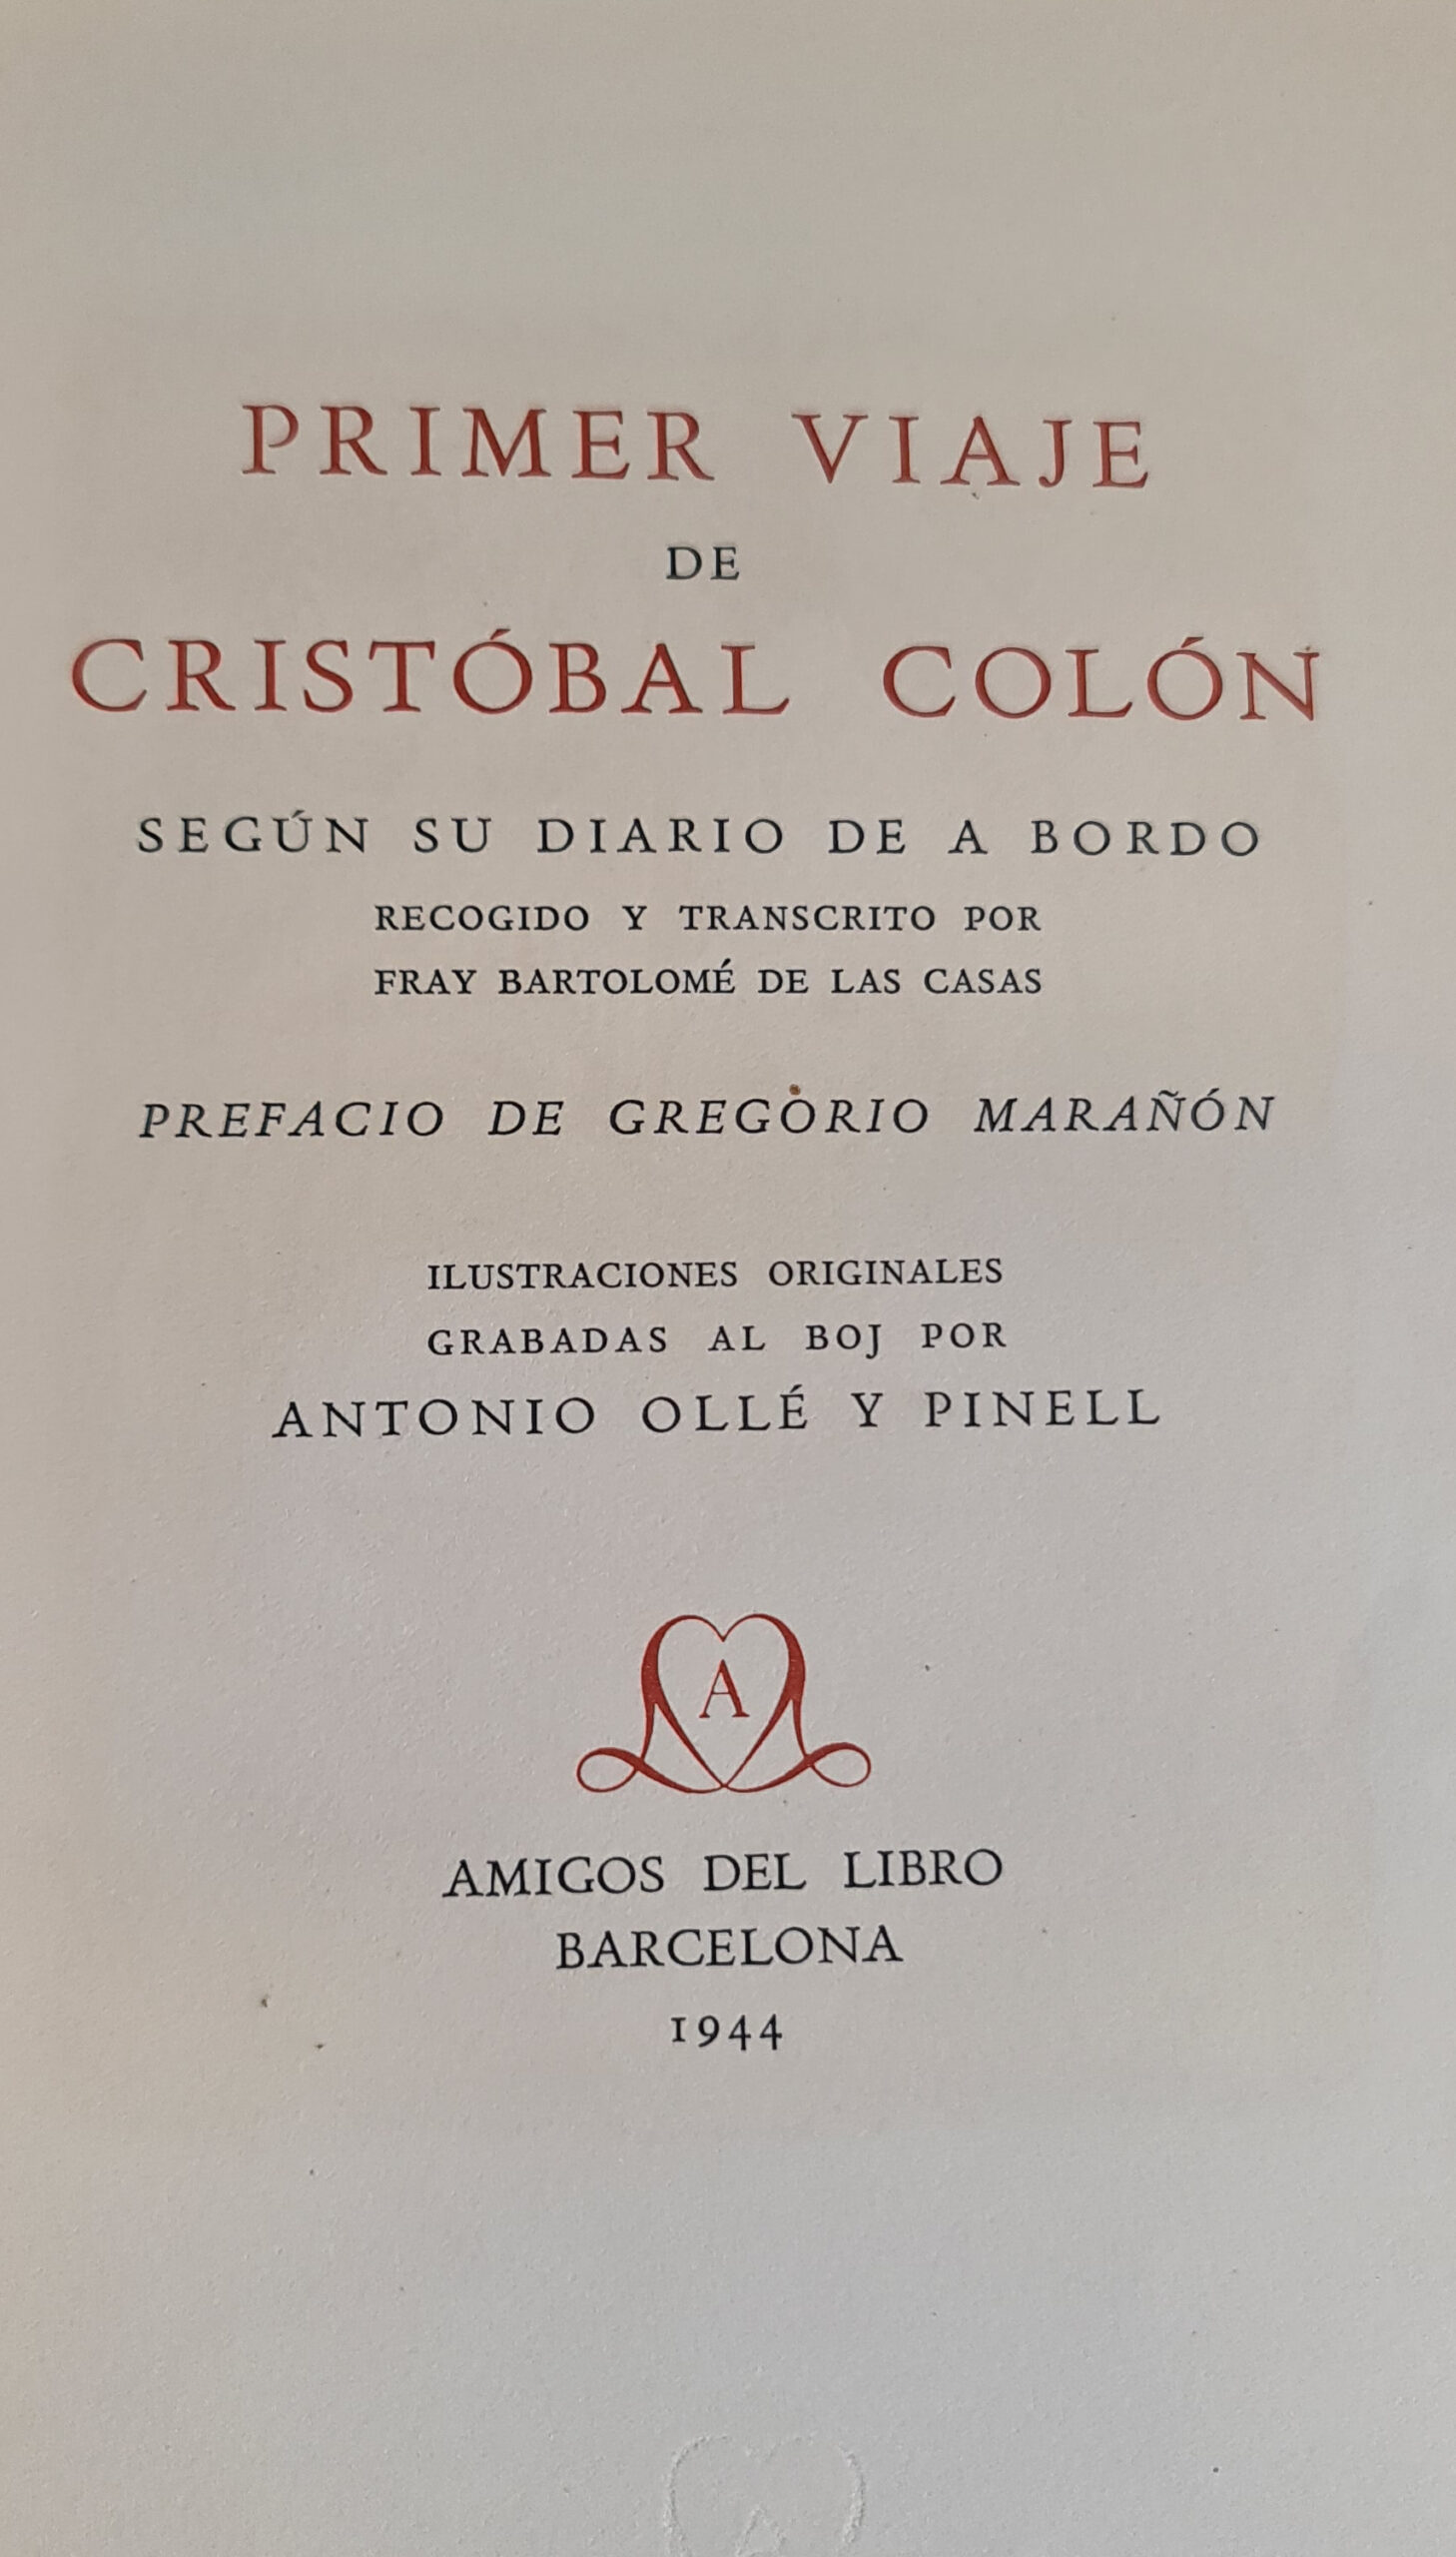 PRIMER VIAJE
DE
CRISTÓBAL COLÓN
SEGÚN SU DIARIO DE A BORDO
RECOGIDO Y TRANSCRITO POR
FRAY BARTOLOMÉ DE LAS CASAS
PREFACIO DE GREGORIO MARAÑÓN
ILUSTRACIONES ORIGINALES
GRABADAS AL BOJ POR
ANTONIO OLLÉ Y PINELL
A
AMIGOS DEL LIBRO
BARCELONA
1944